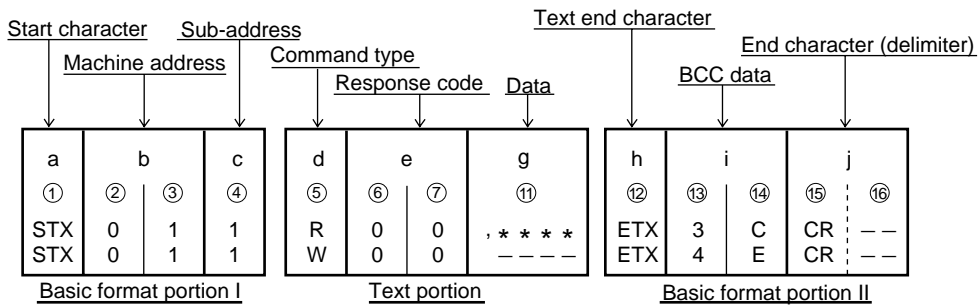 Text end character
Start character Sub-address End character (delimiter)
Command type
Machine address BCC data
Response code Data
a b c d e g h i j
① ② ③ ④ ⑤ ⑥ ⑦ ⑪ ⑫ ⑬ ⑭ ⑮ ⑯
STX 0 1 1 R 0 0 , * * * * ETX 3 C CR – –
STX 0 1 1 W 0 0 – – – – ETX 4 E CR – –
Basic format portion I Text portion Basic format portion II